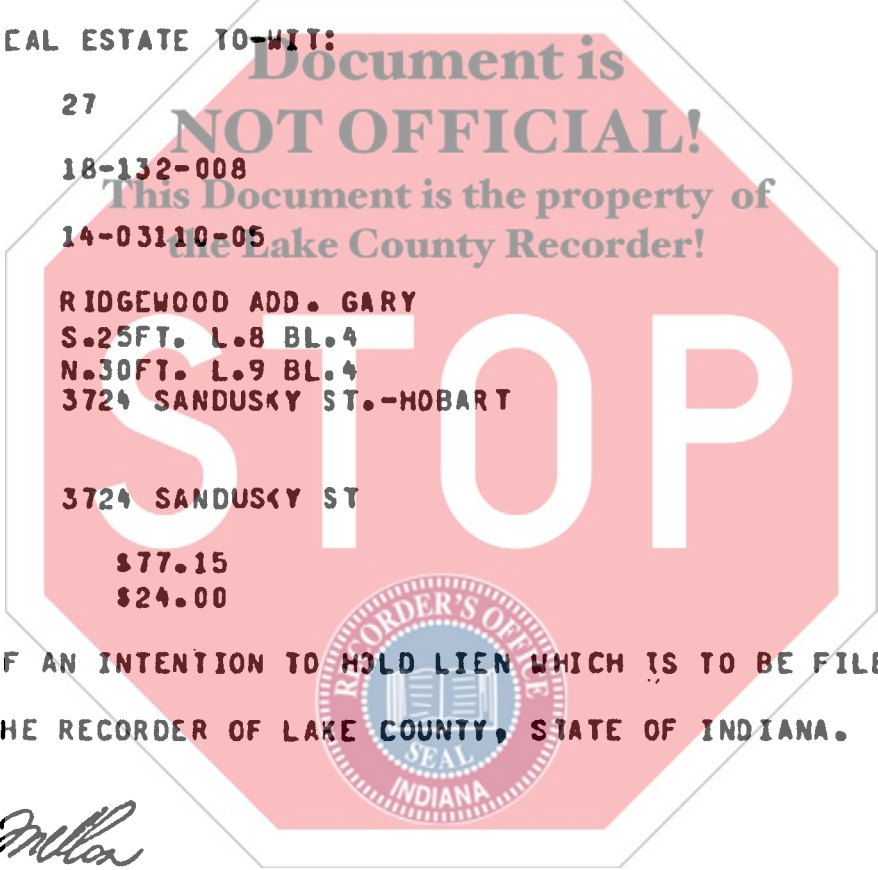 EAL ESTATE TO-WIT:
Document is
27
NOT OFFICIAL!
18-132-008
This Document is the property of
14-03110-05
the Lake County Recorder!
RIDGEWOOD ADD. GARY
S.25FT. L.8 BL.4
N.30FT. L.9 BL.4
3724 SANDUSKY ST.-HOBART
STOP
3724 SANDUSKY ST
$77.15
$24.00
RECORDER'S OFFICE
F AN INTENTION TO HOLD LIEN WHICH IS TO BE FILE
HE RECORDER OF LAKE COUNTY, STATE OF INDIANA.
SEAL
INDIANA